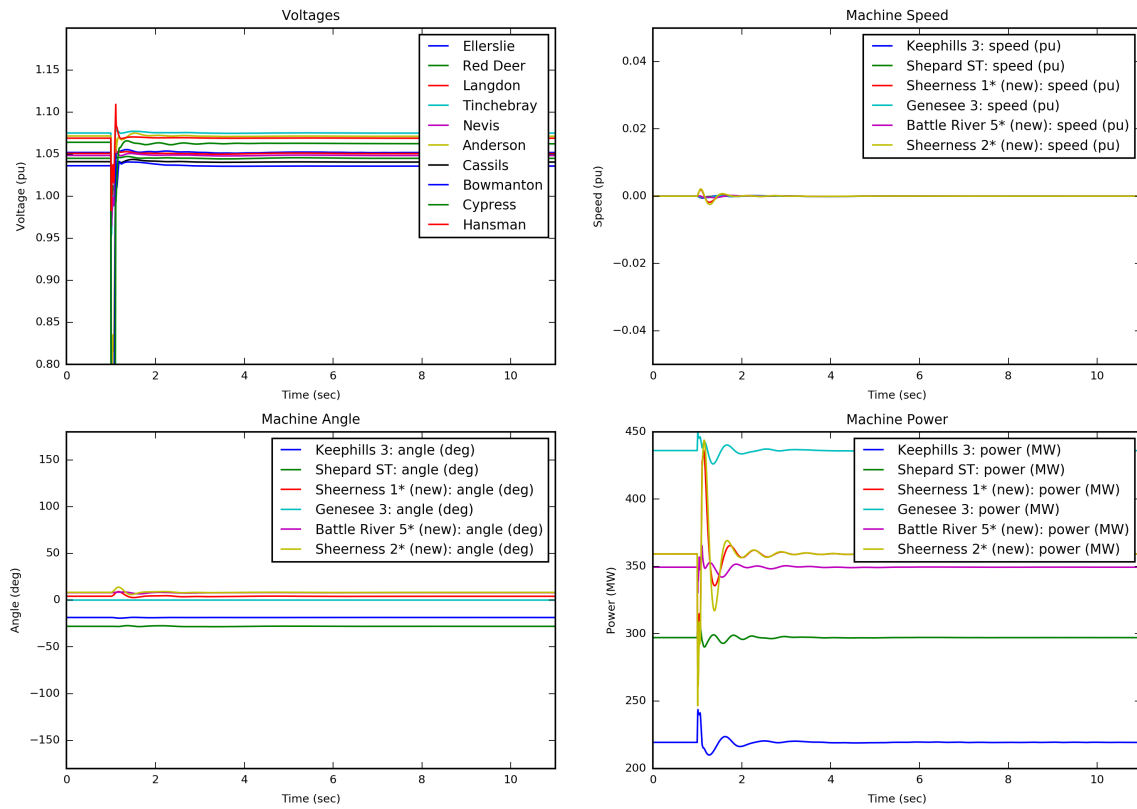 Voltages
1.15
1.10
1.05
1.00
0.95
0.90
0.85
0.80
Voltage (pu)
0
2
4
6
8
10
Time (sec)
Ellerslie
Red Deer
Langdon
Tinchebray
Nevis
Anderson
Cassils
Bowmanton
Cypress
Hansman
Machine Speed
0.04
0.02
0.00
−0.02
−0.04
Speed (pu)
0
2
4
6
8
10
Time (sec)
Keephills 3: speed (pu)
Shepard ST: speed (pu)
Sheerness 1* (new): speed (pu)
Genesee 3: speed (pu)
Battle River 5* (new): speed (pu)
Sheerness 2* (new): speed (pu)
Machine Angle
150
100
50
0
−50
−100
−150
Angle (deg)
0
2
4
6
8
10
Time (sec)
Keephills 3: angle (deg)
Shepard ST: angle (deg)
Sheerness 1* (new): angle (deg)
Genesee 3: angle (deg)
Battle River 5* (new): angle (deg)
Sheerness 2* (new): angle (deg)
Machine Power
450
400
350
300
250
200
Power (MW)
0
2
4
6
8
10
Time (sec)
Keephills 3: power (MW)
Shepard ST: power (MW)
Sheerness 1* (new): power (MW)
Genesee 3: power (MW)
Battle River 5* (new): power (MW)
Sheerness 2* (new): power (MW)